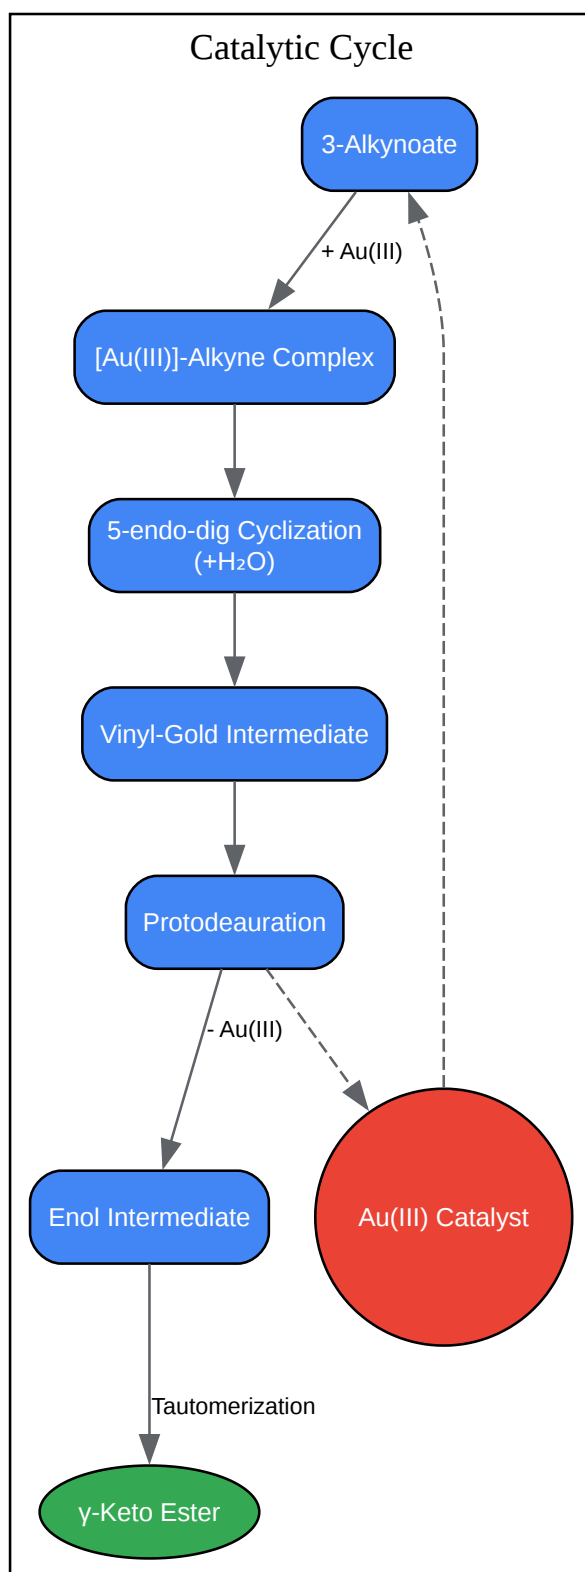 Catalytic Cycle
3-Alkynoate
+ Au(III)
[Au(III)]-Alkyne Complex
5-endo-dig Cyclization
(+H₂O)
Vinyl-Gold Intermediate
Protodeauration
- Au(III)
Enol Intermediate
Au(III) Catalyst
Tautomerization
γ-Keto Ester